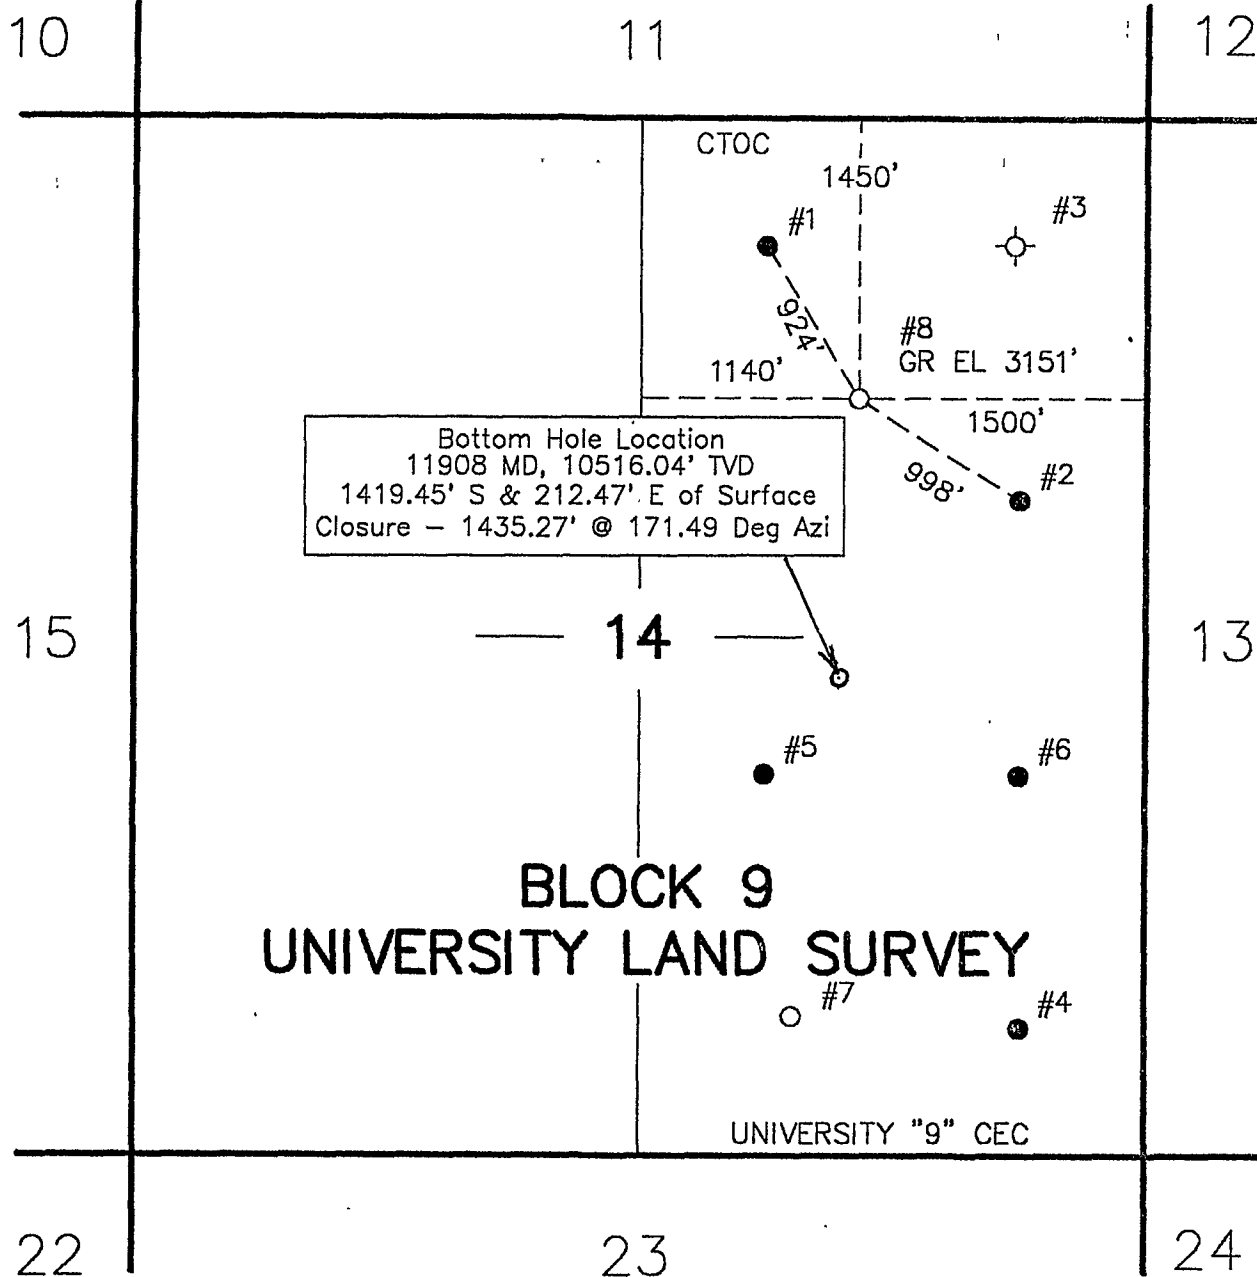 10
11
12
CTOC
1450'
#1
#3
924'
#8
GR EL 3151'
1140'
1500'
Bottom Hole Location
11908 MD, 10516.04' TVD
1419.45' S & 212.47' E of Surface
Closure – 1435.27' @ 171.49 Deg Azi
998'
#2
15
14
13
#5
#6
BLOCK 9
UNIVERSITY LAND SURVEY
#7
#4
UNIVERSITY "9" CEC
22
23
24